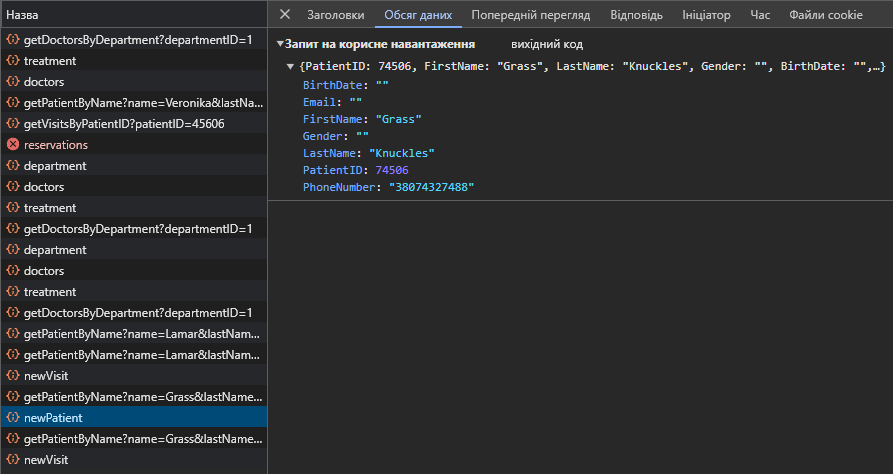 Назва
getDoctorsByDepartment?departmentID=1
treatment
doctors
getPatientByName?name=Veronika&lastNa...
getVisitsByPatientID?patientID=45606
reservations
department
doctors
treatment
getDoctorsByDepartment?departmentID=1
department
doctors
treatment
getDoctorsByDepartment?departmentID=1
getPatientByName?name=Lamar&lastNam...
getPatientByName?name=Lamar&lastNam...
newVisit
getPatientByName?name=Grass&lastName...
newPatient
getPatientByName?name=Grass&lastName...
newVisit
Заголовки Обсяг даних Попередній перегляд Відповідь Ініціатор Час Файли cookie
Запит на корисне навантаження вихідний код
{PatientID: 74506, FirstName: "Grass", LastName: "Knuckles", Gender: "", BirthDate: "",…}
BirthDate: ""
Email: ""
FirstName: "Grass"
Gender: ""
LastName: "Knuckles"
PatientID: 74506
PhoneNumber: "38074327488"